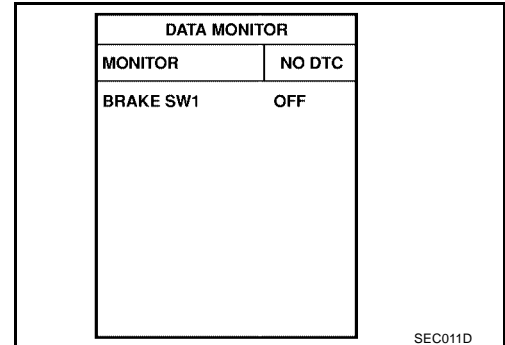 DATA MONITOR
MONITOR NO DTC
BRAKE SW1 OFF
SEC011D